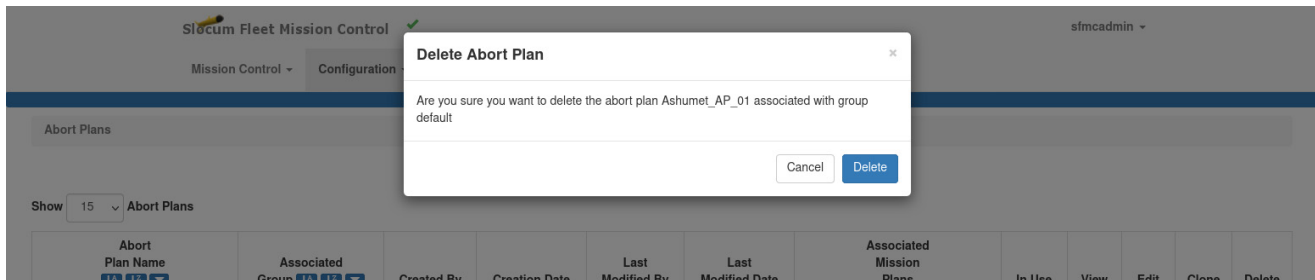 Slocum Fleet Mission Control
sfmcadmin
Mission Control
Configuration
Delete Abort Plan
×
Are you sure you want to delete the abort plan Ashumet_AP_01 associated with group
default
Cancel
Delete
Abort Plans
Show 15 Abort Plans
Abort
Plan Name
Associated
Group
Created By
Creation Date
Last
Modified By
Last
Modified Date
Associated
Mission
Plans
In Use
View
Edit
Clone
Delete